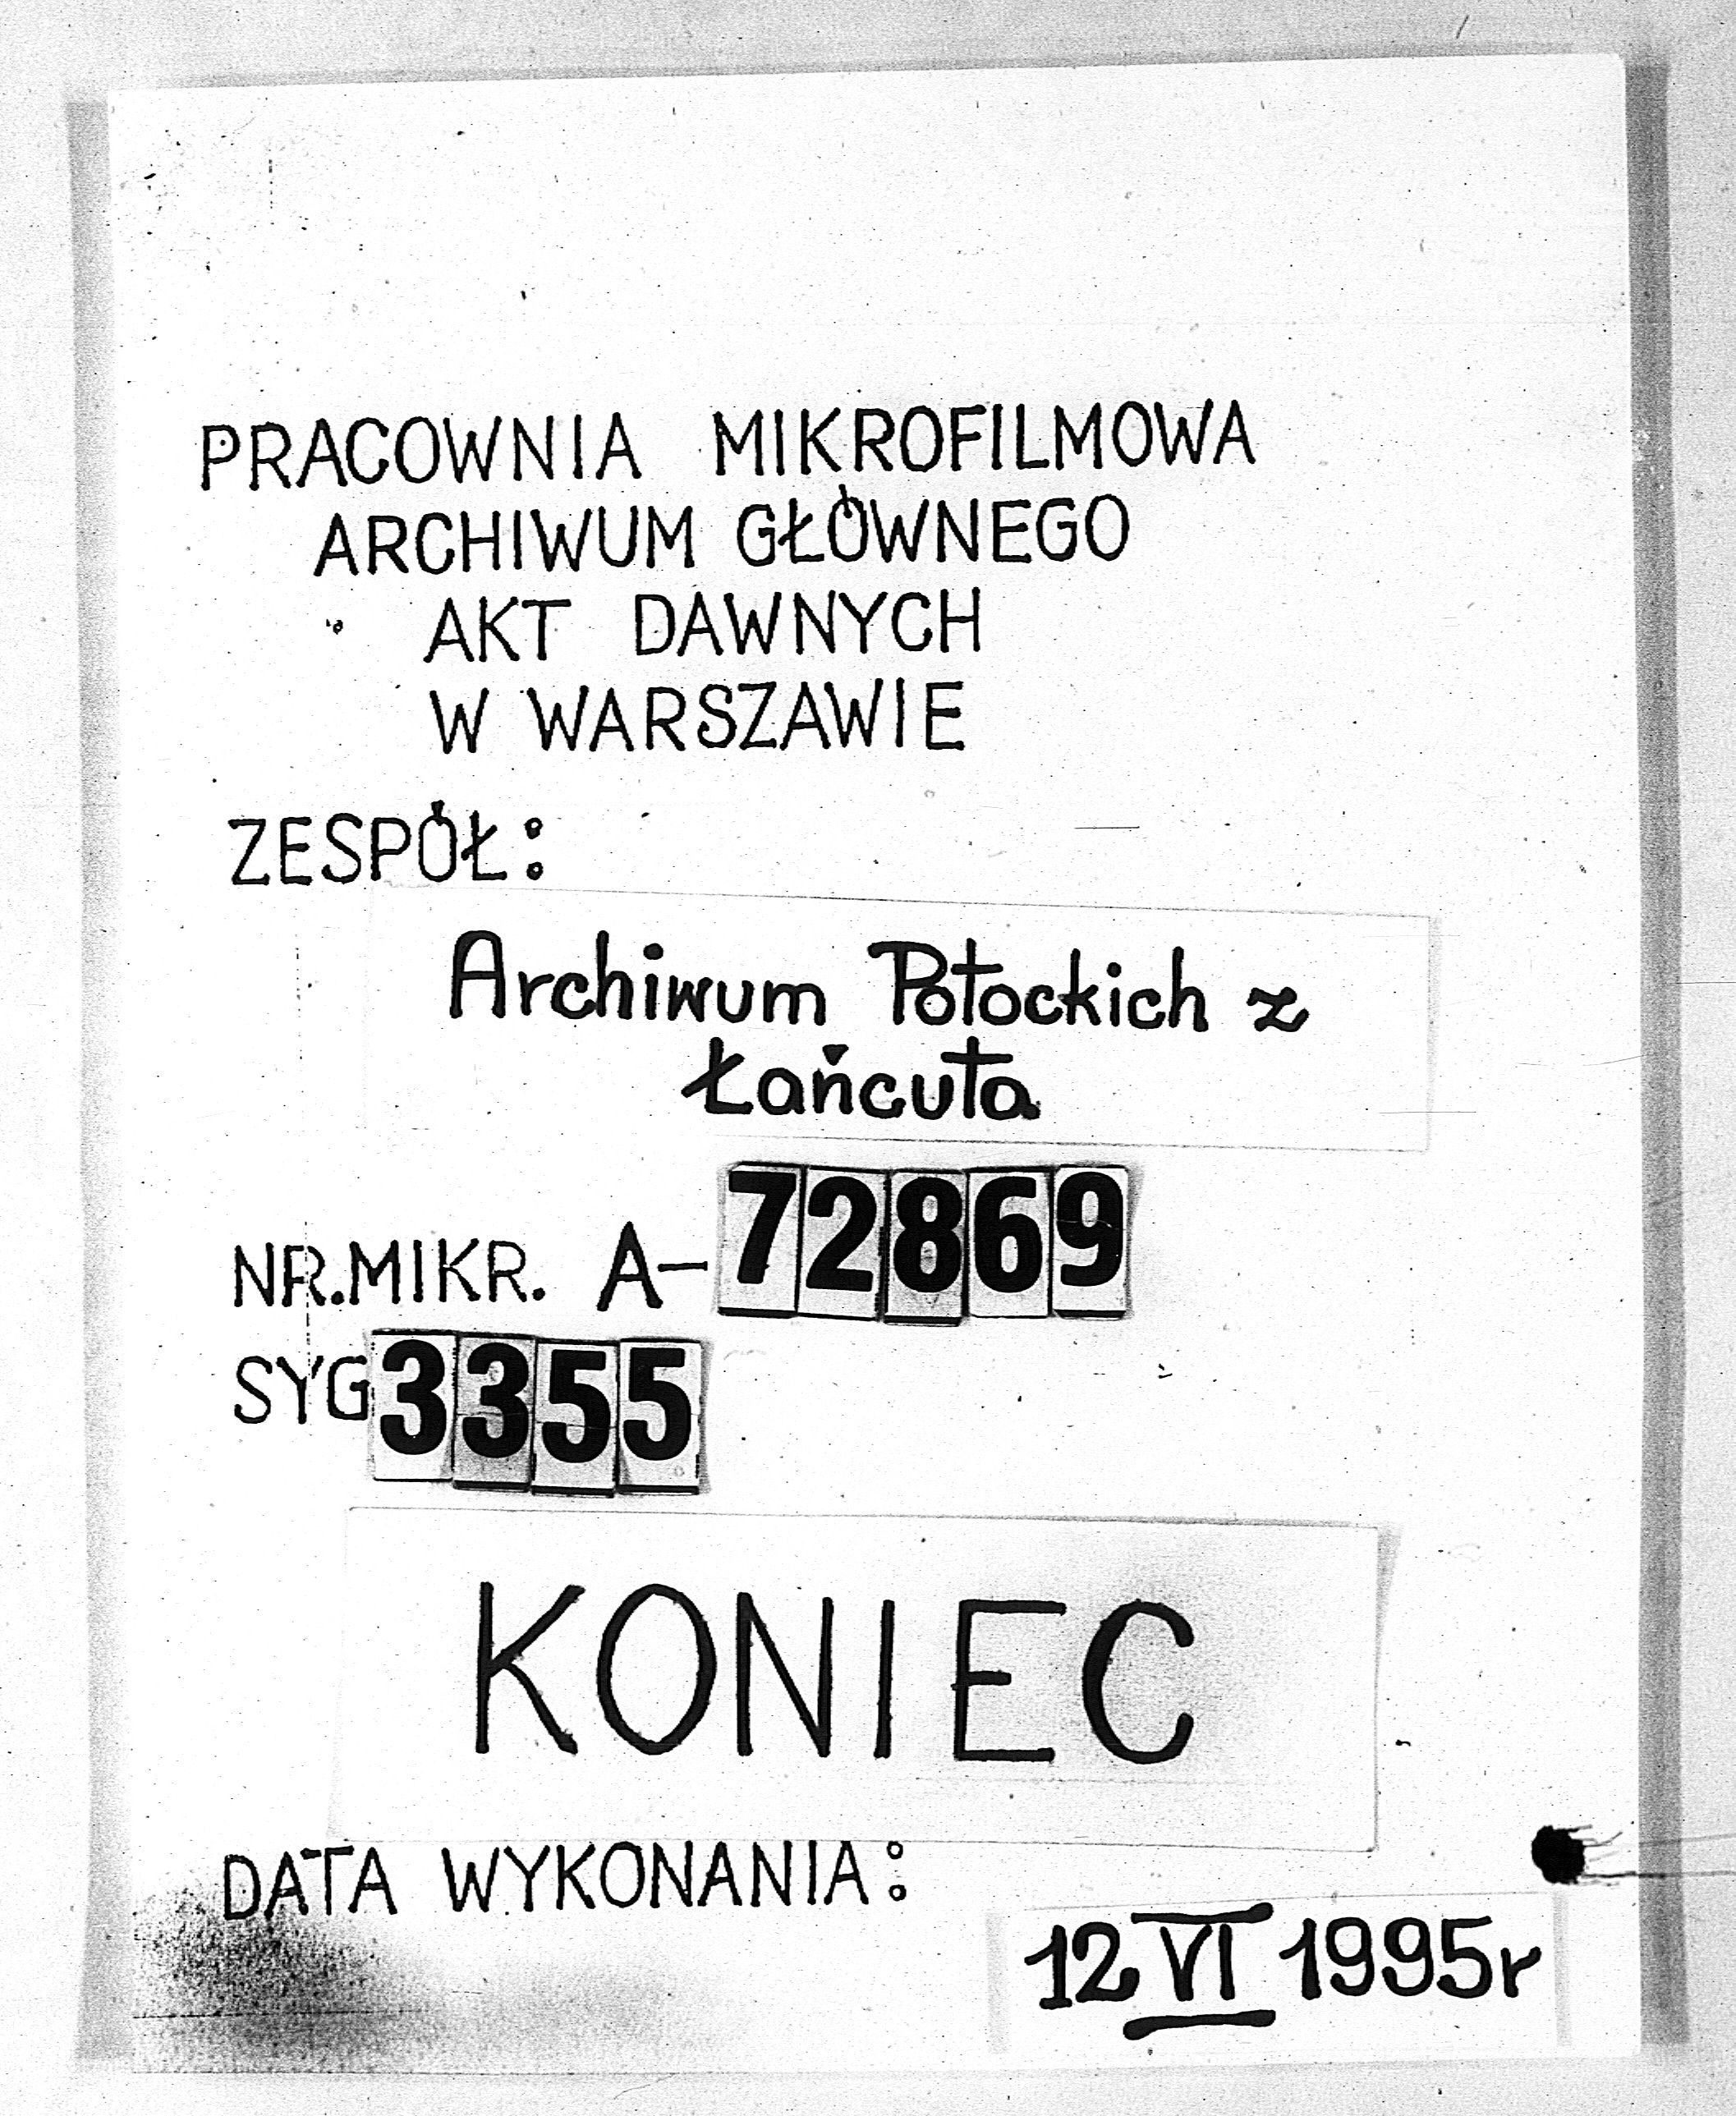 PRACOWNIA MIKROFILMOWA
ARCHIWUM GŁÓWNEGO
AKT DAWNYCH
W WARSZAWIE
ZESPÓŁ:
Archiwum Potockich z
Łańcuta
NR.MIKR. A-72869
SYG 3355
KONIEC
DATA WYKONANIA:
12 VI 1995r